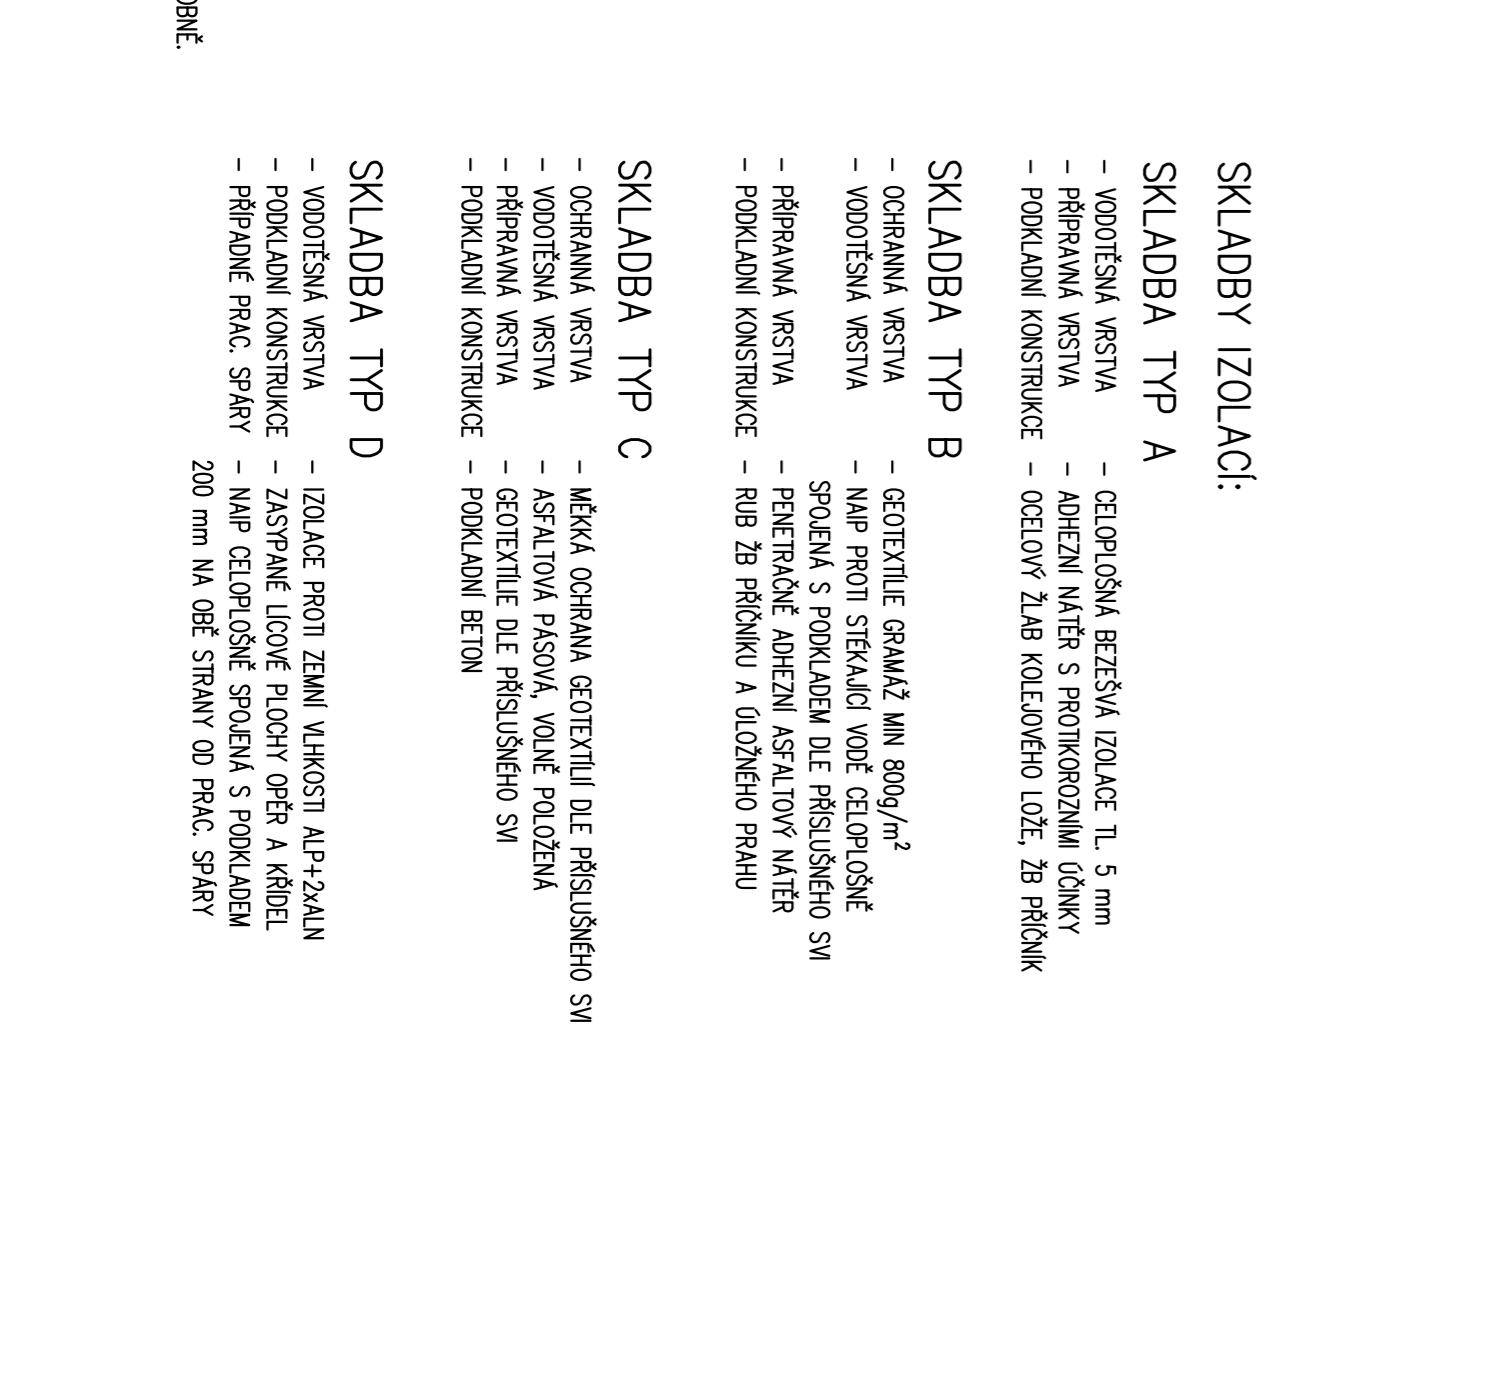 SKLADBY IZOLACÍ:
SKLADBA TYP A
- VODOTĚSNÁ VRSTVA - CELOPLOŠNÁ BEZEŠVÁ IZOLACE TL. 5 mm
- PŘÍPRAVNÁ VRSTVA - ADHEZNÍ NÁTĚR S PROTIKOROZNÍMI ÚČINKY
- PODKLADNÍ KONSTRUKCE - OCELOVÝ ŽLAB KOLEJOVÉHO LOŽE, ŽB PŘÍČNÍK
SKLADBA TYP B
- OCHRANNÁ VRSTVA - GEOTEXTÍLIE GRAMÁŽ MIN 800g/m²
- VODOTĚSNÁ VRSTVA - NAIP PROTI STÉKAJÍCÍ VODĚ CELOPLOŠNĚ
SPOJENÁ S PODKLADEM DLE PŘÍSLUŠNÉHO SVI
- PŘÍPRAVNÁ VRSTVA - PENETRAČNĚ ADHEZNÍ ASFALTOVÝ NÁTĚR
- PODKLADNÍ KONSTRUKCE - RUB ŽB PŘÍČNÍKU A ÚLOŽNÉHO PRAHU
SKLADBA TYP C
- OCHRANNÁ VRSTVA - MĚKKÁ OCHRANA GEOTEXTÍLIÍ DLE PŘÍSLUŠNÉHO SVI
- VODOTĚSNÁ VRSTVA - ASFALTOVÁ PÁSOVÁ, VOLNĚ POLOŽENÁ
- PŘÍPRAVNÁ VRSTVA - GEOTEXTÍLIE DLE PŘÍSLUŠNÉHO SVI
- PODKLADNÍ KONSTRUKCE - PODKLADNÍ BETON
SKLADBA TYP D
- VODOTĚSNÁ VRSTVA - IZOLACE PROTI ZEMNÍ VLHKOSTI ALP+2xALN
- PODKLADNÍ KONSTRUKCE - ZASYPANÉ LÍCOVÉ PLOCHY OPĚR A KŘÍDEL
- PŘÍPADNÉ PRAC. SPÁRY - NAIP CELOPLOŠNĚ SPOJENÁ S PODKLADEM
200 mm NA OBĚ STRANY OD PRAC. SPÁRY